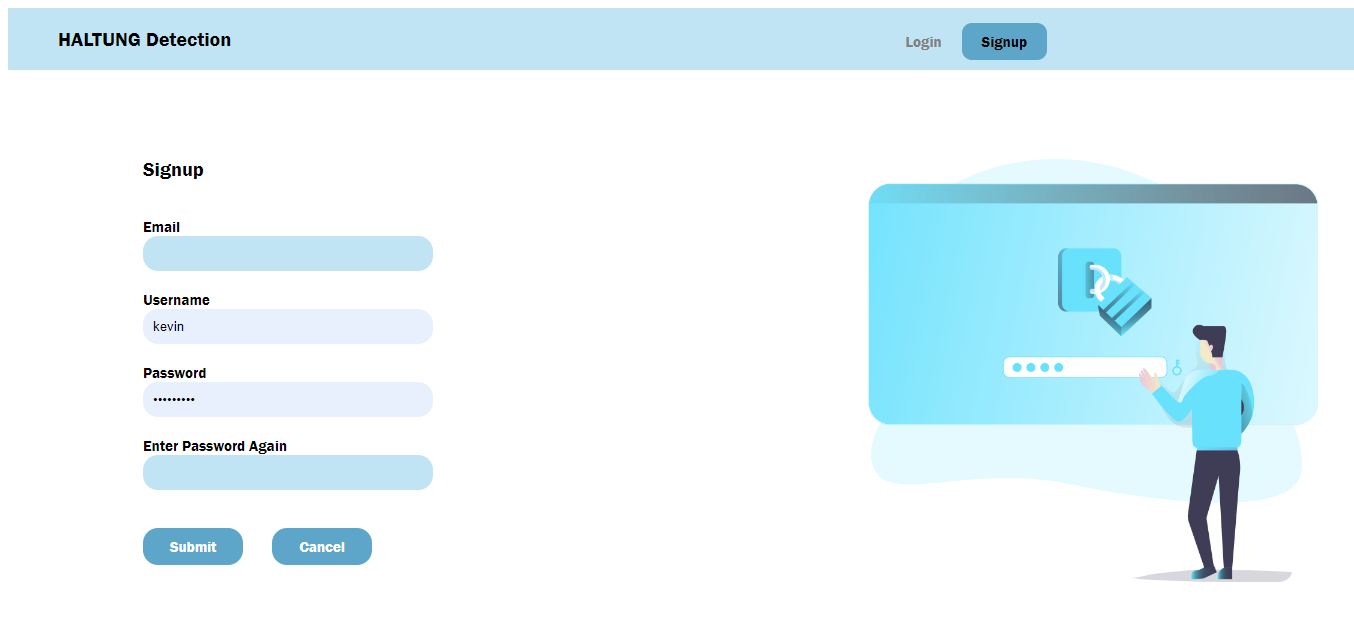 HALTUNG Detection
Login
Signup
Signup
Email
Username
kevin
Password
•••••••••
Enter Password Again
Submit
Cancel